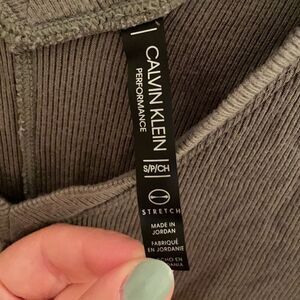 CALVIN KLEIN
PERFORMANCE
S/P/CH
STRETCH
MADE IN
JORDAN
FABRIQUÉ
EN JORDANIE